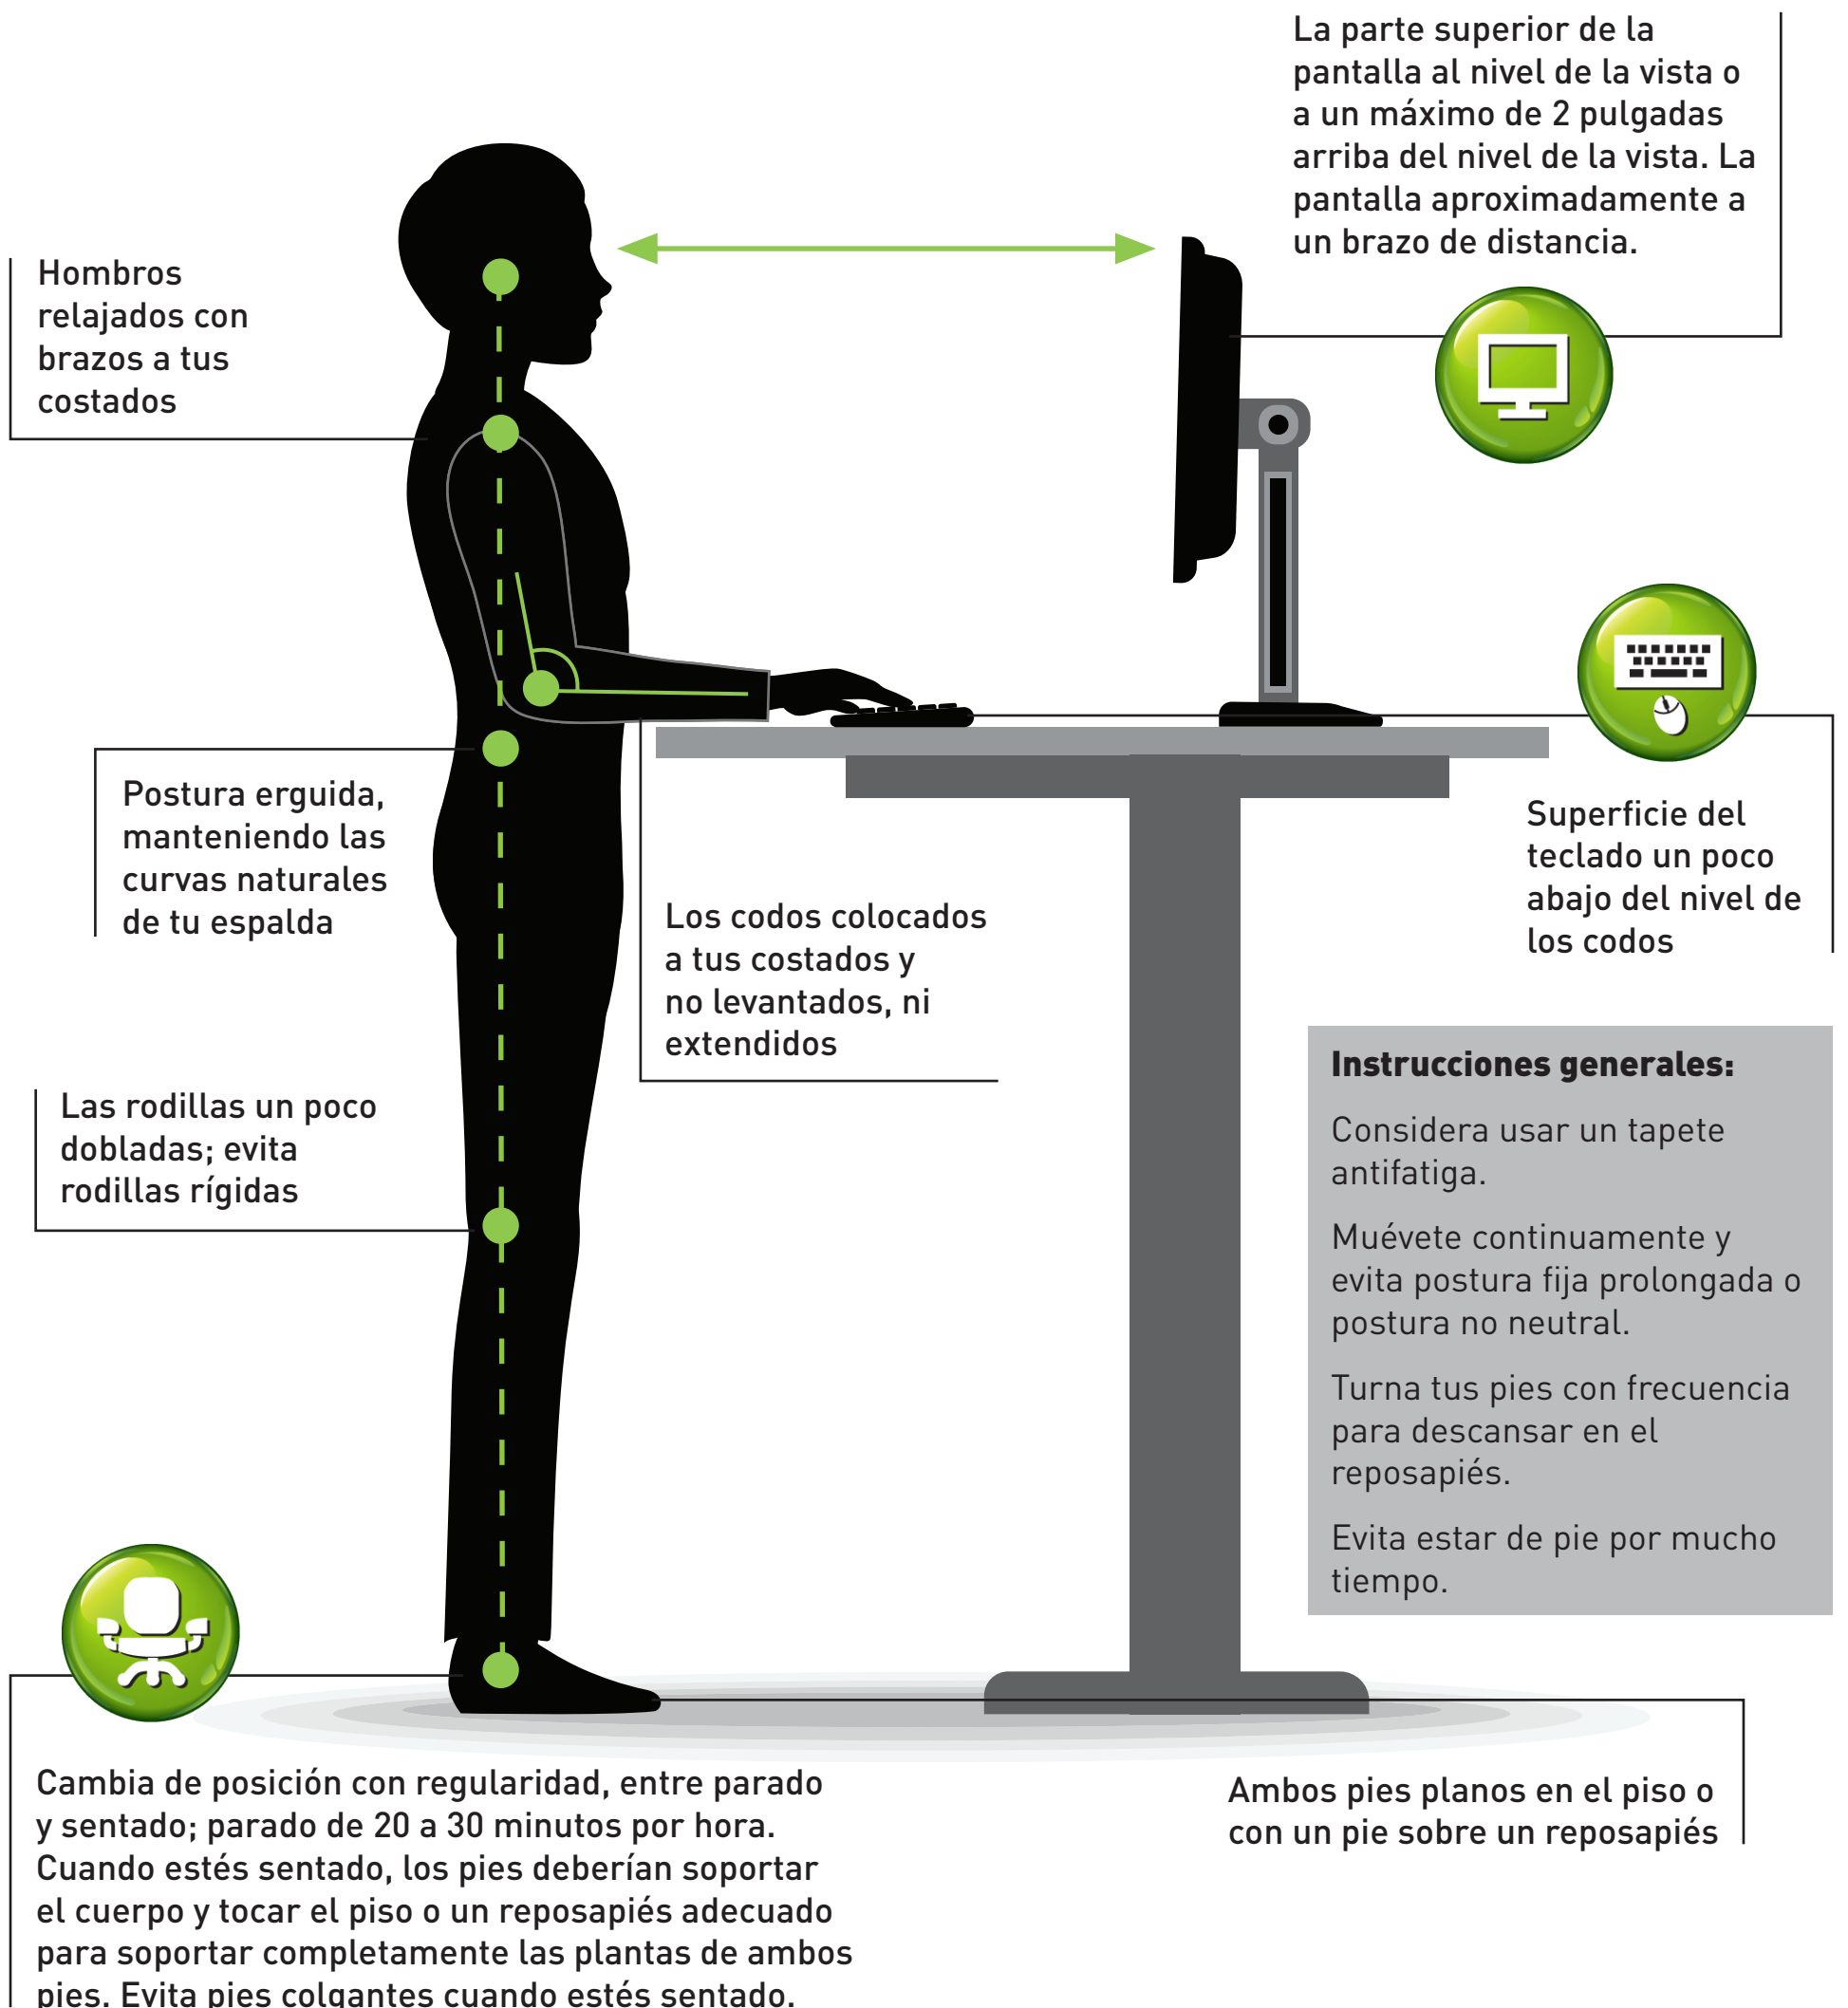 La parte superior de la
pantalla al nivel de la vista o
a un máximo de 2 pulgadas
arriba del nivel de la vista. La
pantalla aproximadamente a
un brazo de distancia.
Hombros
relajados con
brazos a tus
costados
Postura erguida,
manteniendo las
curvas naturales
de tu espalda
Superficie del
teclado un poco
abajo del nivel de
los codos
Los codos colocados
a tus costados y
no levantados, ni
extendidos
Las rodillas un poco
dobladas; evita
rodillas rígidas
Instrucciones generales:
Considera usar un tapete
antifatiga.
Muévete continuamente y
evita postura fija prolongada o
postura no neutral.
Turna tus pies con frecuencia
para descansar en el
reposapiés.
Evita estar de pie por mucho
tiempo.
Cambia de posición con regularidad, entre parado
y sentado; parado de 20 a 30 minutos por hora.
Cuando estés sentado, los pies deberían soportar
el cuerpo y tocar el piso o un reposapiés adecuado
para soportar completamente las plantas de ambos
pies. Evita pies colgantes cuando estés sentado.
Ambos pies planos en el piso o
con un pie sobre un reposapiés